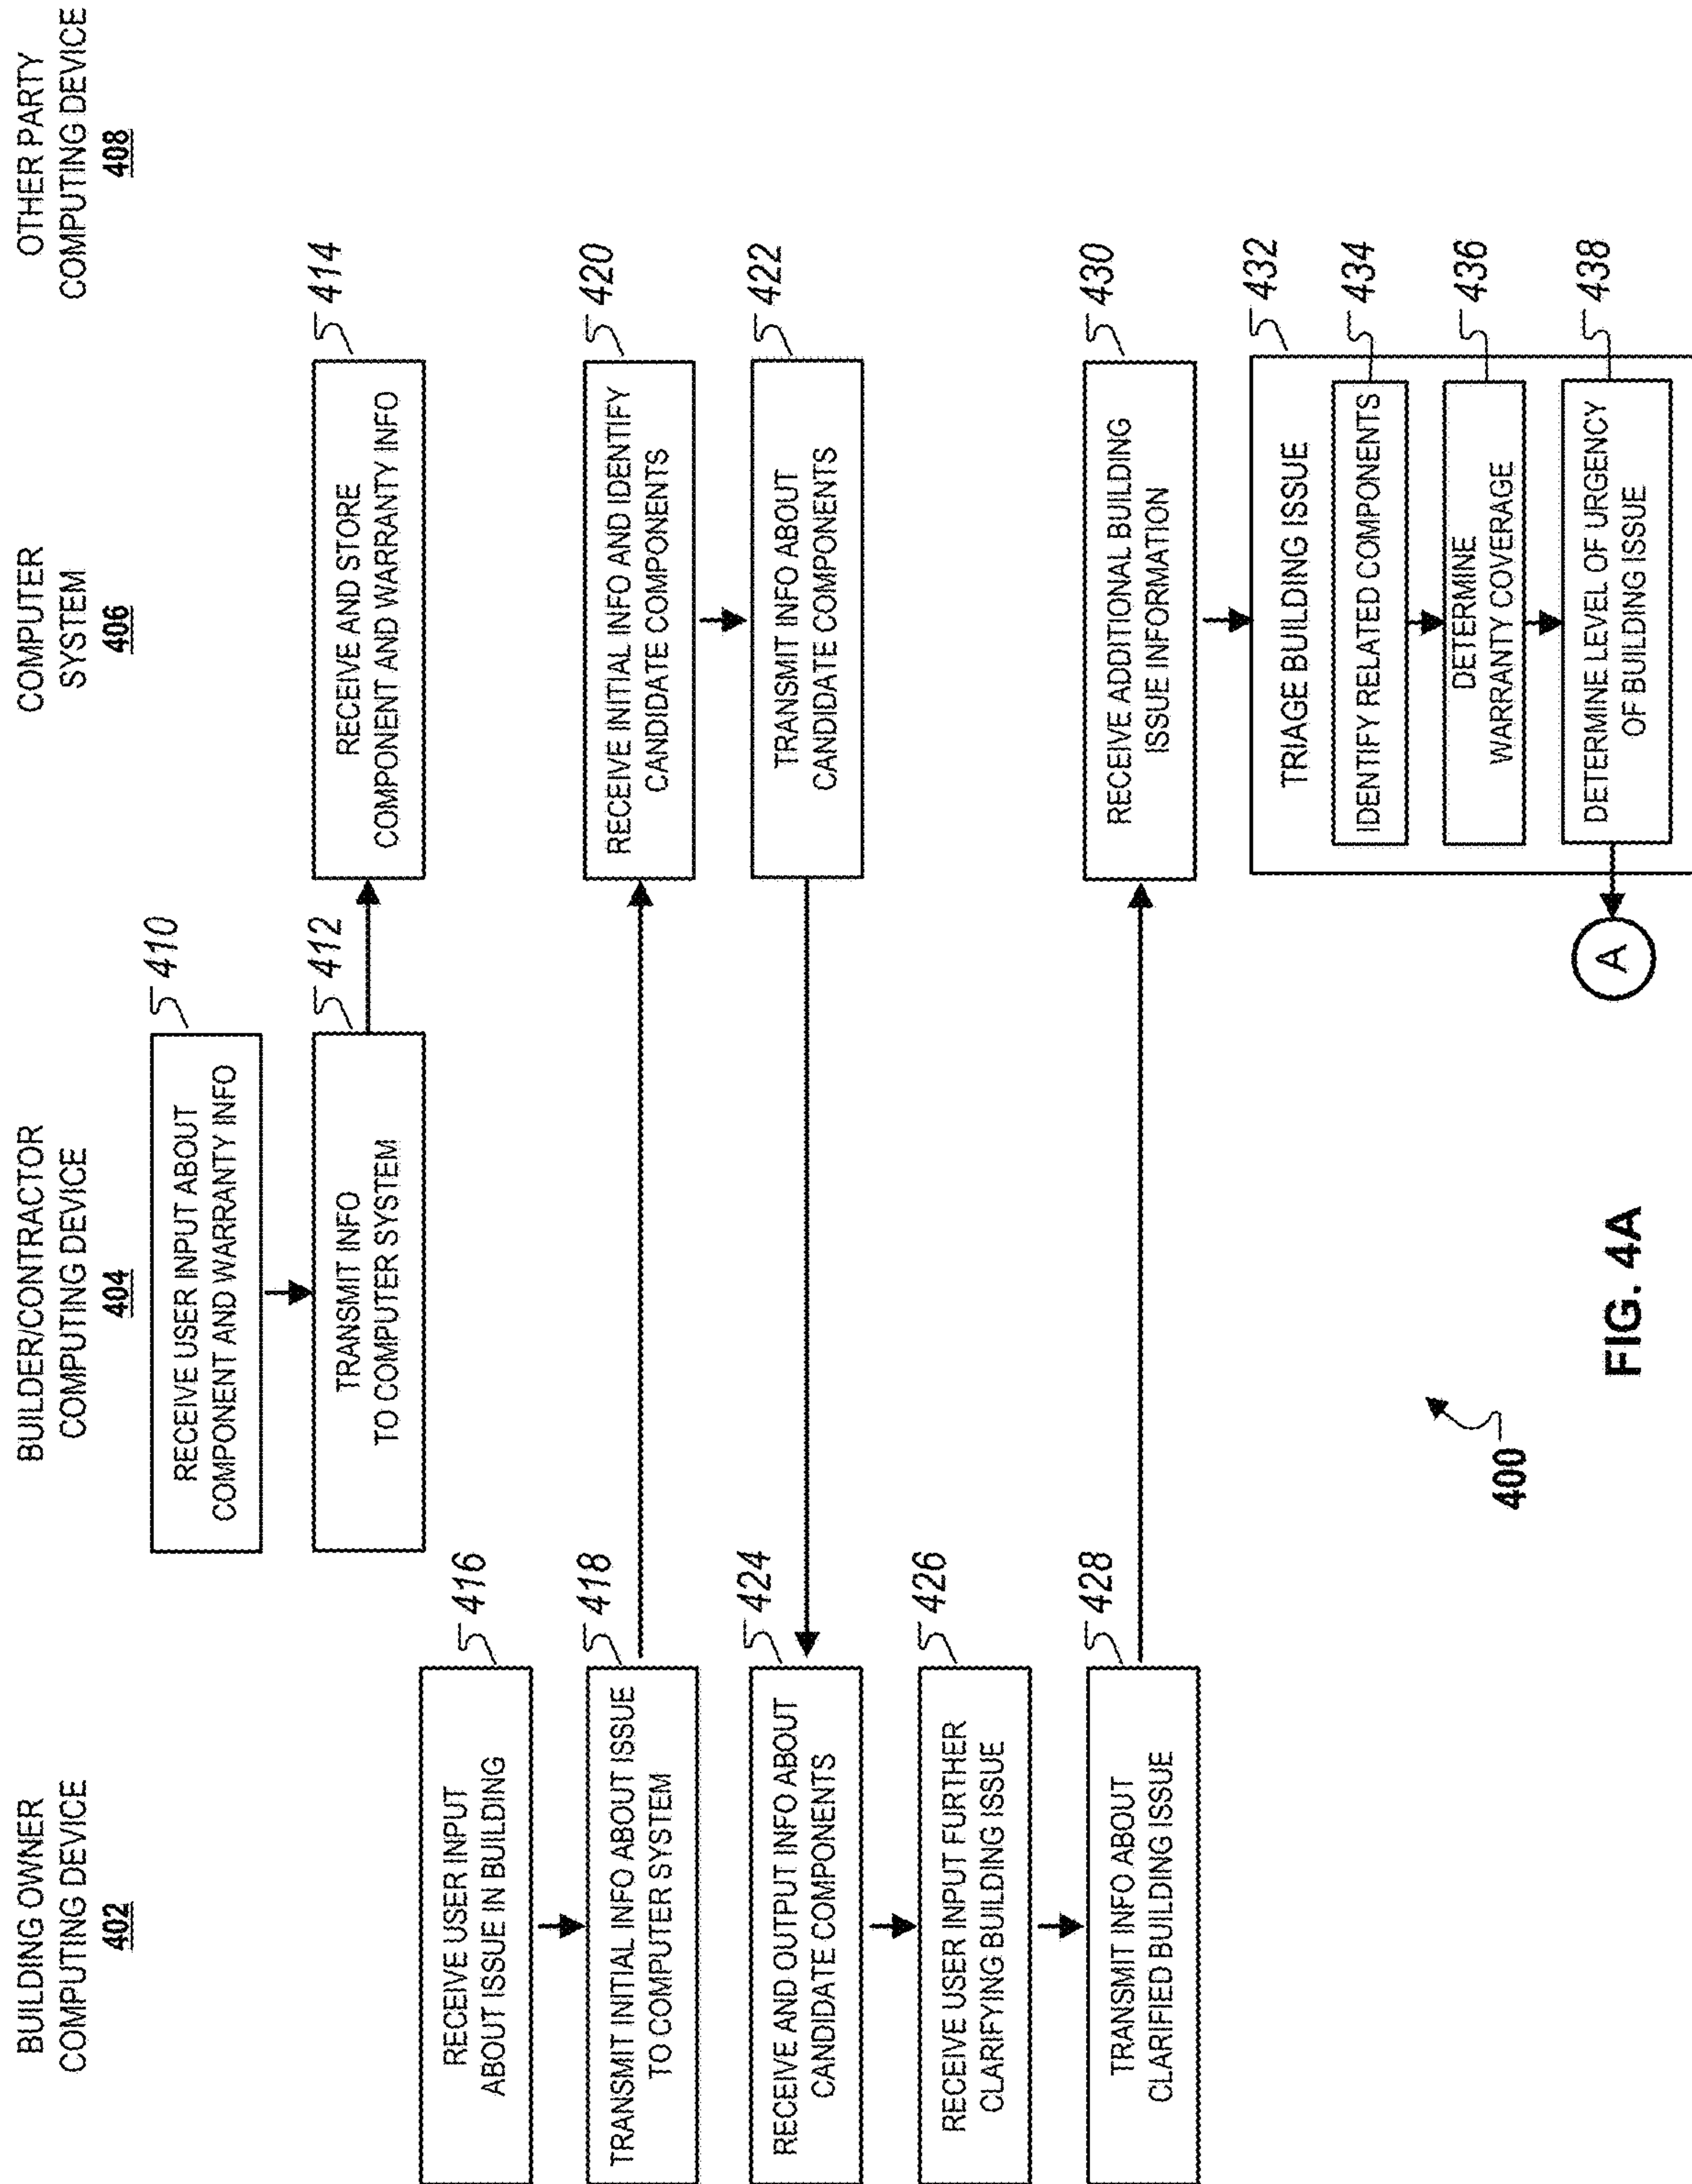 BUILDING OWNER
COMPUTING DEVICE
402
BUILDER/CONTRACTOR
COMPUTING DEVICE
404
COMPUTER
SYSTEM
406
OTHER PARTY
COMPUTING DEVICE
408
410
RECEIVE USER INPUT ABOUT
COMPONENT AND WARRANTY INFO
412
TRANSMIT INFO
TO COMPUTER SYSTEM
414
RECEIVE AND STORE
COMPONENT AND WARRANTY INFO
416
RECEIVE USER INPUT
ABOUT ISSUE IN BUILDING
418
TRANSMIT INITIAL INFO ABOUT ISSUE
TO COMPUTER SYSTEM
420
RECEIVE INITIAL INFO AND IDENTIFY
CANDIDATE COMPONENTS
422
TRANSMIT INFO ABOUT
CANDIDATE COMPONENTS
424
RECEIVE AND OUTPUT INFO ABOUT
CANDIDATE COMPONENTS
426
RECEIVE USER INPUT FURTHER
CLARIFYING BUILDING ISSUE
428
TRANSMIT INFO ABOUT
CLARIFIED BUILDING ISSUE
430
RECEIVE ADDITIONAL BUILDING
ISSUE INFORMATION
432
TRIAGE BUILDING ISSUE
434
IDENTIFY RELATED COMPONENTS
436
DETERMINE
WARRANTY COVERAGE
438
DETERMINE LEVEL OF URGENCY
OF BUILDING ISSUE
A
400
FIG. 4A